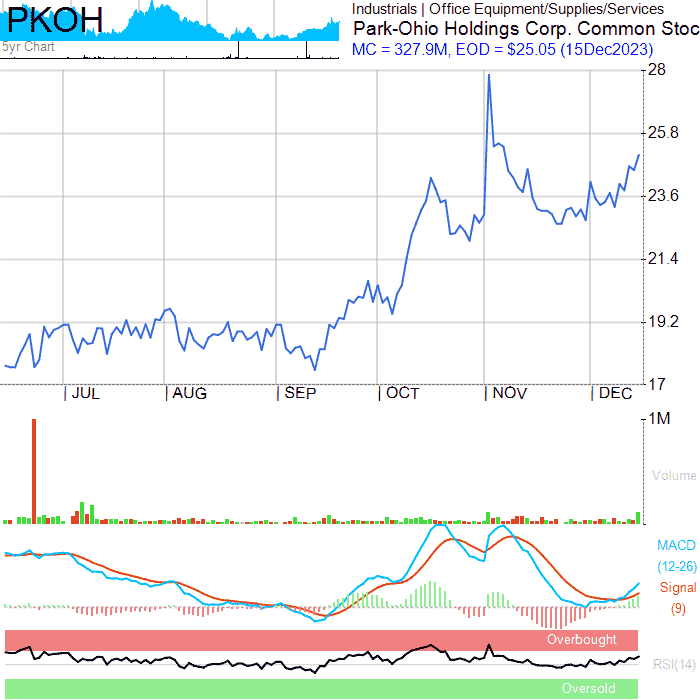 PKOH
5yr Chart
Industrials | Office Equipment/Supplies/Services
Park-Ohio Holdings Corp. Common Stoc
MC = 327.9M, EOD = $25.05 (15Dec2023)
28
25.8
23.6
21.4
19.2
17
JUL
AUG
SEP
OCT
NOV
DEC
1M
Volume
MACD
(12-26)
Signal
(9)
Overbought
RSI(14)
Oversold